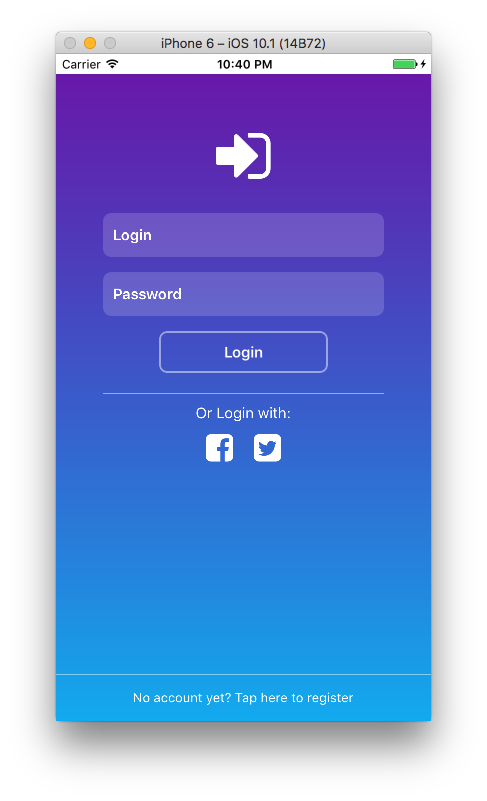 iPhone 6 – iOS 10.1 (14B72)
Carrier 10:40 PM
Login
Password
Login
Or Login with:
No account yet? Tap here to register